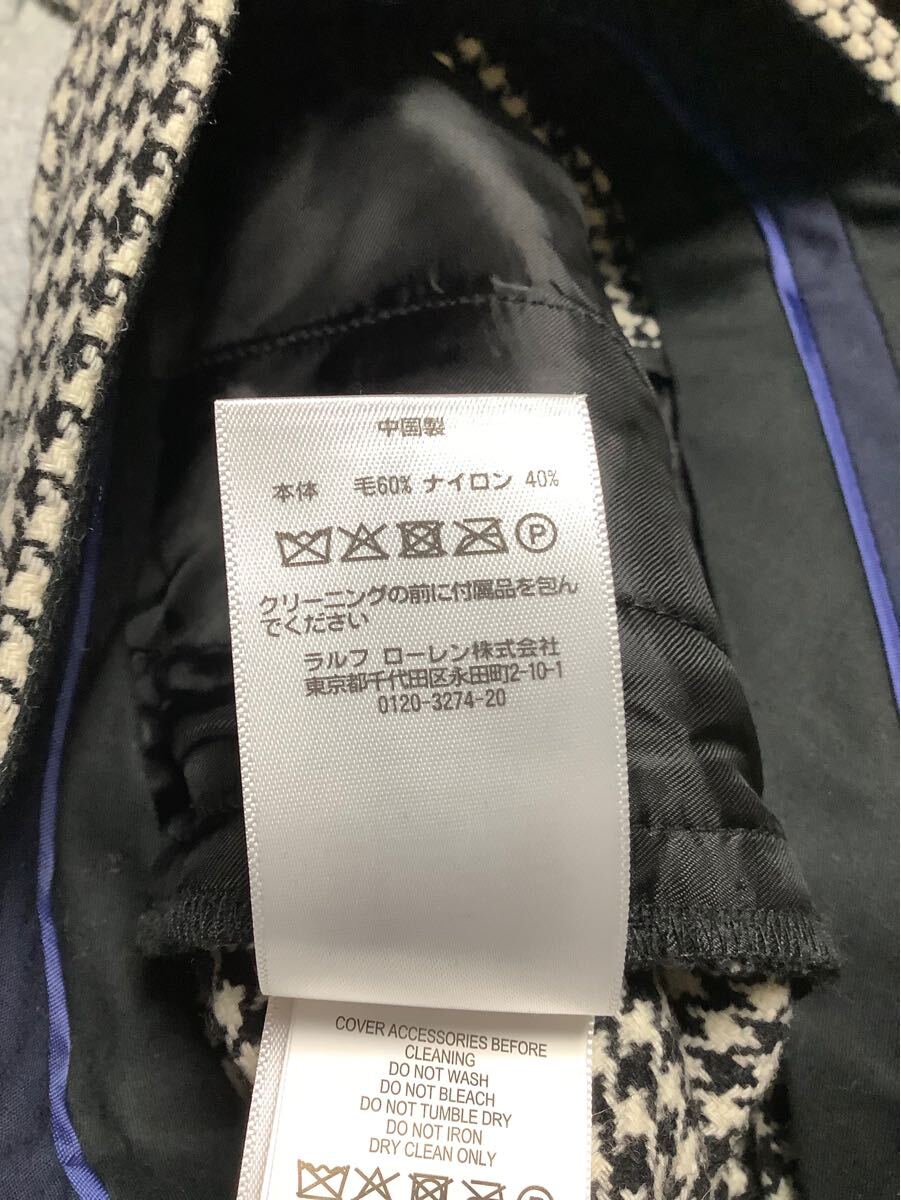 中国製
本体 毛60% ナイロン 40%
P
クリーニングの前に付属品を包ん
でください
ラルフ ローレン株式会社
東京都千代田区永田町2-10-1
0120-3274-20
COVER ACCESSORIES BEFORE
CLEANING
DO NOT WASH
DO NOT BLEACH
DO NOT TUMBLE DRY
DO NOT IRON
DRY CLEAN ONLY